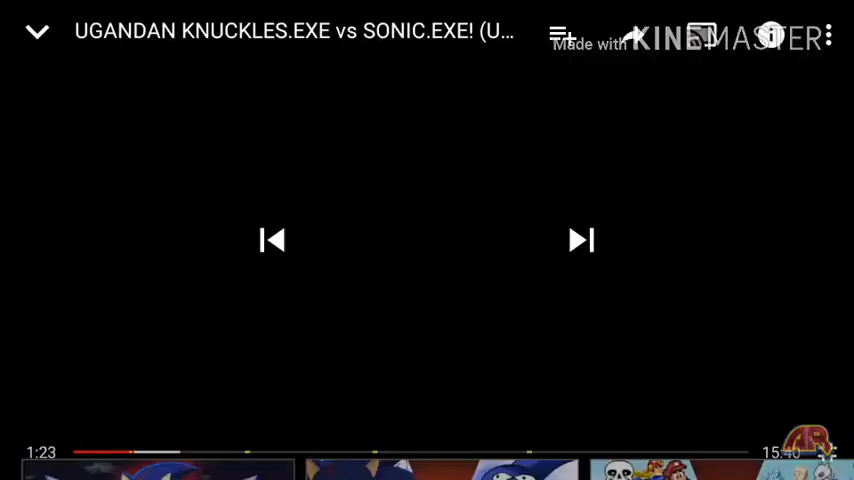 UGANDAN KNUCKLES.EXE vs SONIC.EXE! (U...
Made with KINEMASTER
1:23
15:40